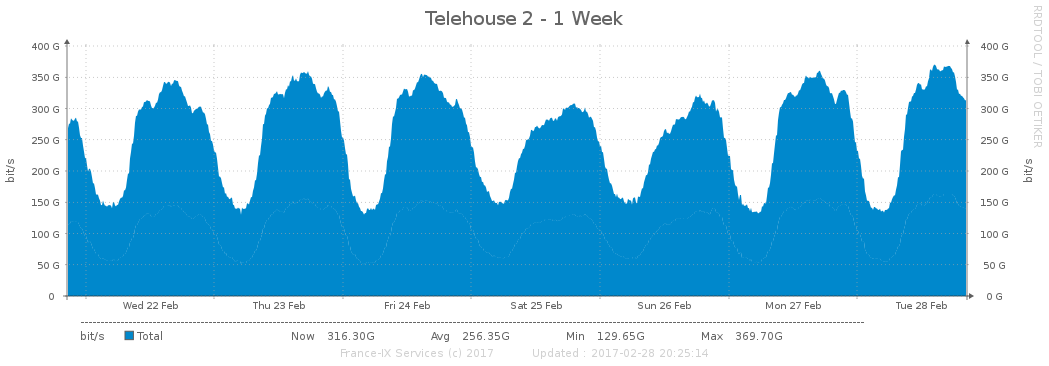 Telehouse 2 - 1 Week
RRDTOOL / TOBI OETIKER
400 G 400 G
350 G 350 G
300 G 300 G
250 G 250 G
200 G 200 G
150 G 150 G
100 G 100 G
50 G 50 G
0 0 G
bit/s bit/s
Wed 22 Feb Thu 23 Feb Fri 24 Feb Sat 25 Feb Sun 26 Feb Mon 27 Feb Tue 28 Feb
bit/s Total Now 316.30G Avg 256.35G Min 129.65G Max 369.70G
France-IX Services (c) 2017 Updated : 2017-02-28 20:25:14